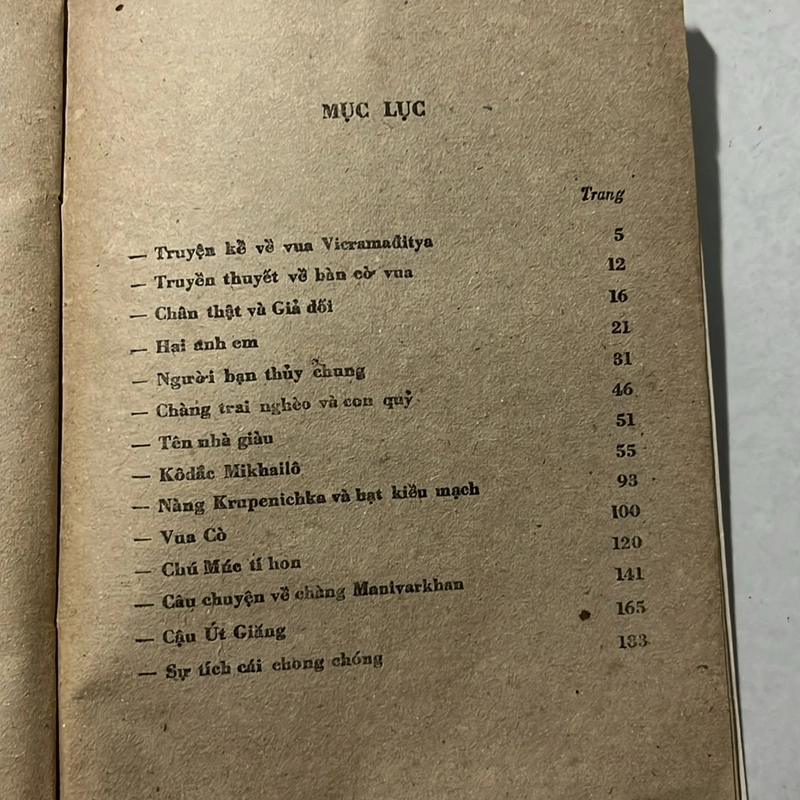 MỤC LỤC
Trang
— Truyện kể về vua Vicramađitya 5
— Truyền thuyết về bàn cờ vua 12
— Chân thật và Giả dối 16
— Hai anh em 21
— Người bạn thủy chung 31
— Chàng trai nghèo và con quỷ 46
— Tên nhà giàu 51
— Kôdắc Mikhailô 55
— Nàng Krupenichka và hạt kiều mạch 93
— Vua Cò 100
— Chú Múc tí hon 120
— Câu chuyện về chàng Manivarkhan 141
— Cậu Út Giăng 165
— Sự tích cái chong chóng 183